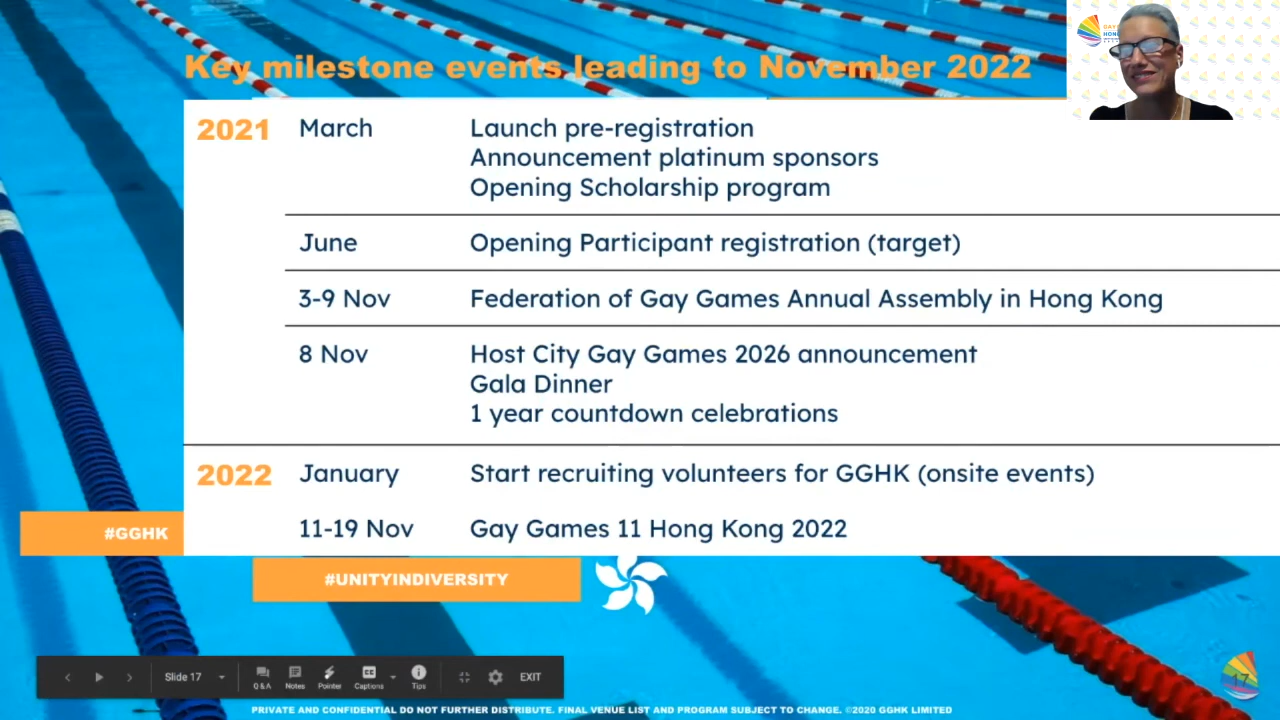 Key milestone events leading to November 2022
2021 March Launch pre-registration
Announcement platinum sponsors
Opening Scholarship program
June Opening Participant registration (target)
3-9 Nov Federation of Gay Games Annual Assembly in Hong Kong
8 Nov Host City Gay Games 2026 announcement
Gala Dinner
1 year countdown celebrations
2022 January Start recruiting volunteers for GGHK (onsite events)
11-19 Nov Gay Games 11 Hong Kong 2022
#GGHK
#UNITYINDIVERSITY
Slide 17
Q&A Notes Pointer Captions Tips EXIT
17
PRIVATE AND CONFIDENTIAL DO NOT FURTHER DISTRIBUTE. FINAL VENUE LIST AND PROGRAM SUBJECT TO CHANGE. ©2020 GGHK LIMITED